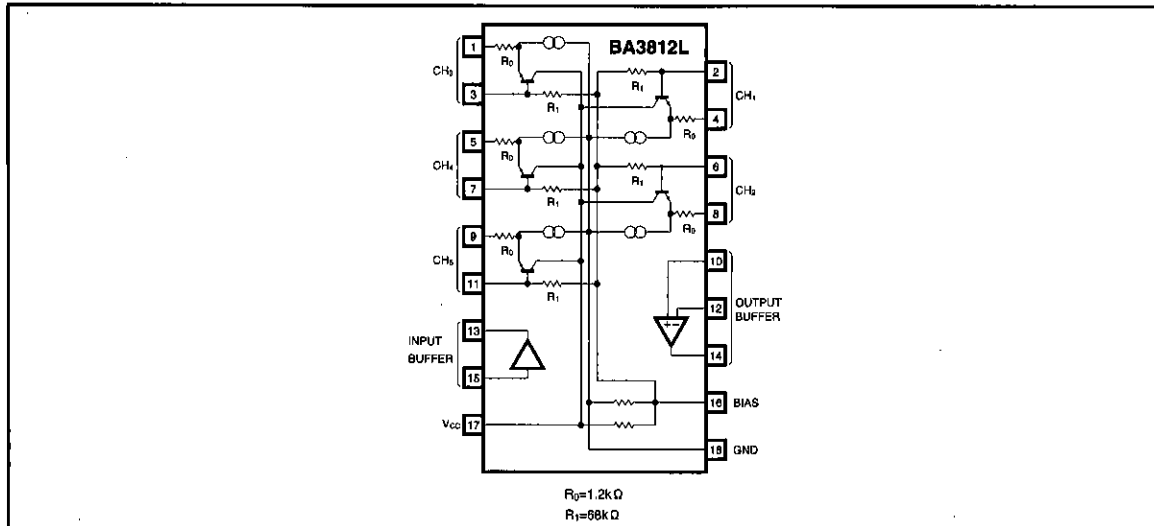 BA3812L
1
R₀
CH₃
3
R₁
R₁
2
CH₁
4
R₀
5
R₀
CH₄
7
R₁
R₁
6
CH₂
8
R₀
9
R₀
CH₅
11
R₁
10
12
OUTPUT
BUFFER
14
13
INPUT
BUFFER
15
16
BIAS
VCC
17
18
GND
R₀=1.2kΩ
R₁=68kΩ